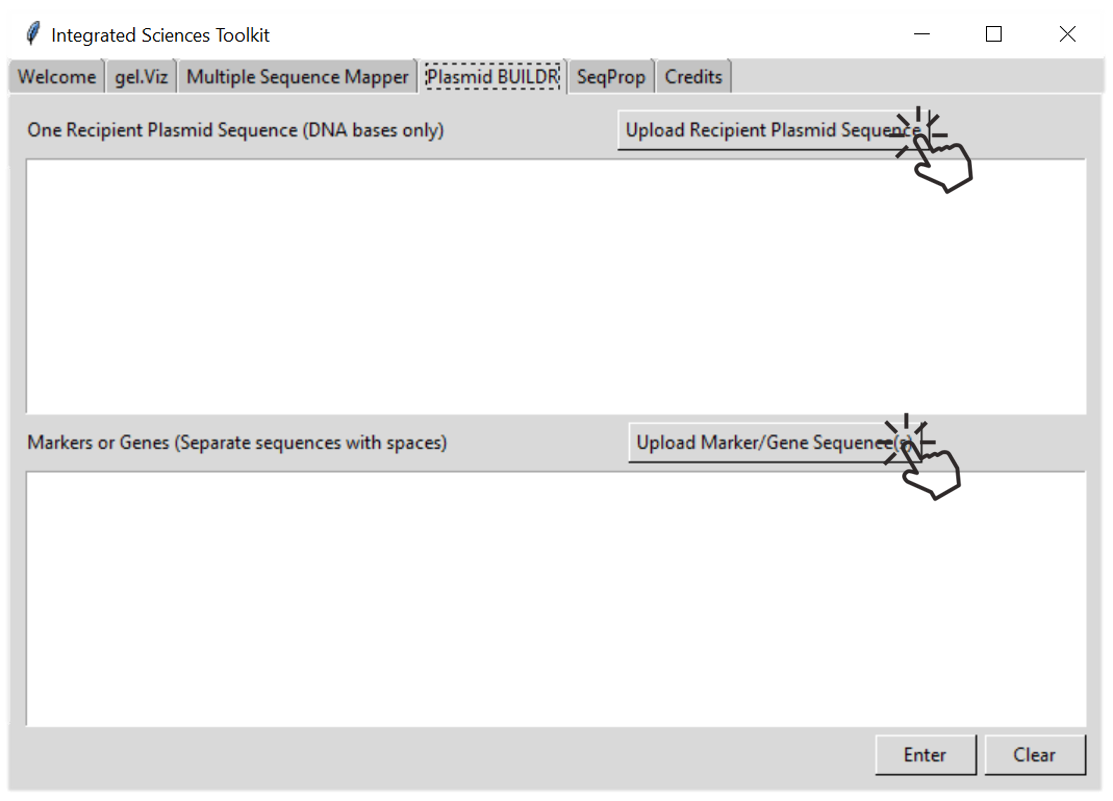 Integrated Sciences Toolkit
Welcome gel.Viz Multiple Sequence Mapper Plasmid BUILDR SeqProp Credits
One Recipient Plasmid Sequence (DNA bases only) Upload Recipient Plasmid Sequence
Markers or Genes (Separate sequences with spaces) Upload Marker/Gene Sequence(s)
Enter Clear